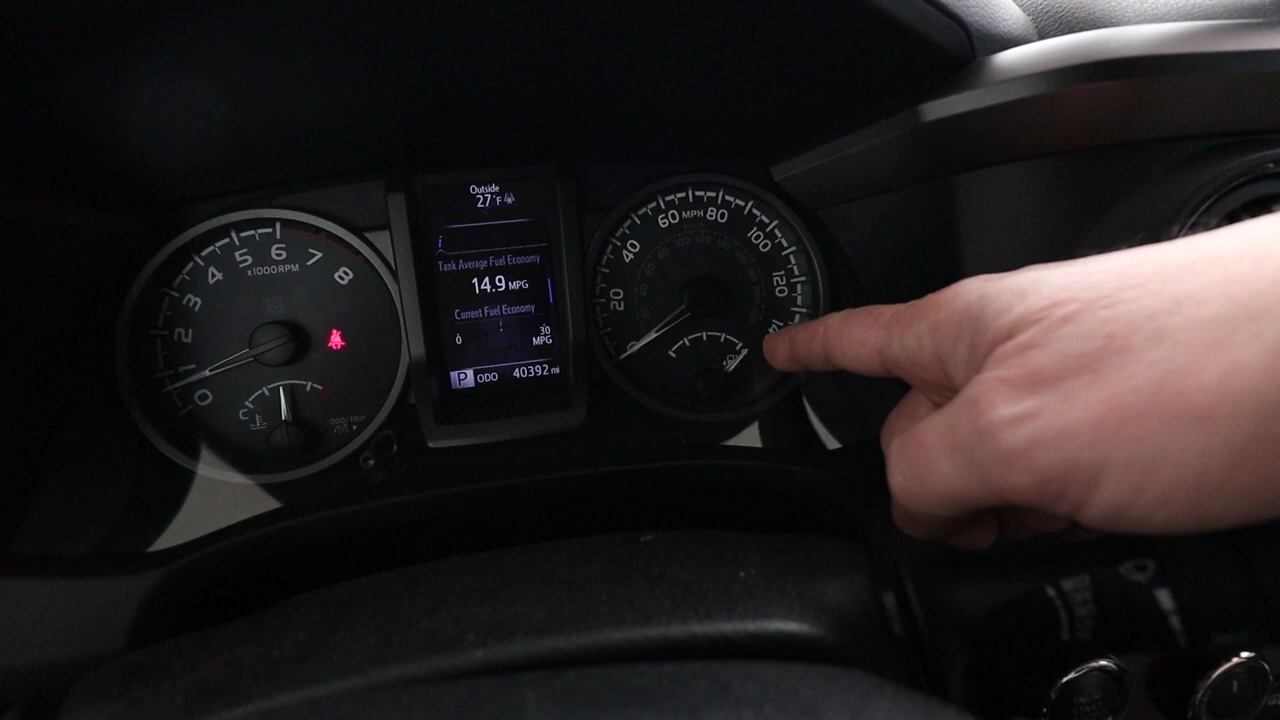 Outside
27°F
Tank Average Fuel Economy
14.9 MPG
Current Fuel Economy
0
30
MPG
P ODO 40392 mi
0 1 2 3 4 5 6 7 8
x1000RPM
ODO/TRIP
0 20 40 60 MPH 80 100 120